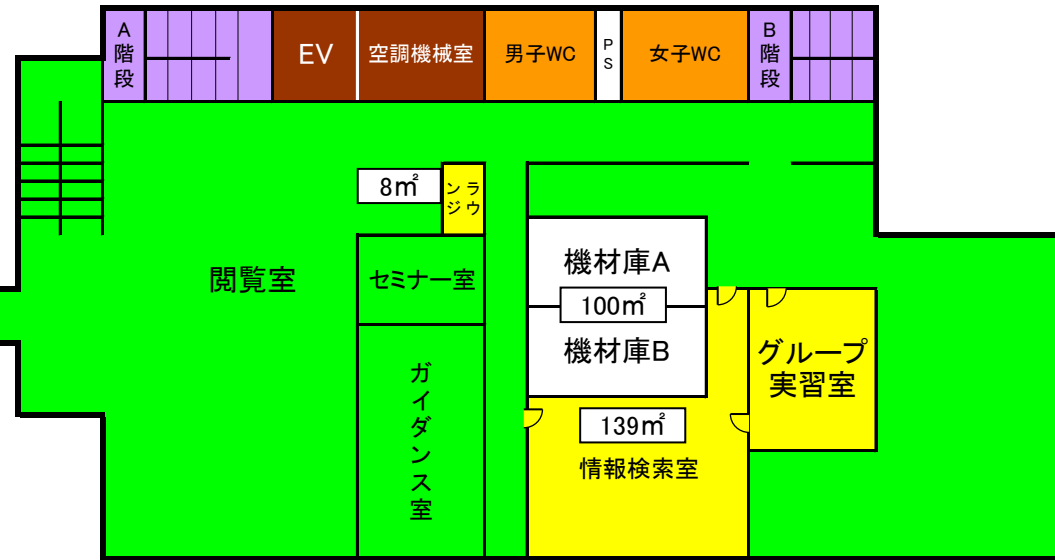 A階段
EV
空調機械室
男子WC
PS
女子WC
B階段
8㎡
ラウンジ
閲覧室
セミナー室
機材庫A
100㎡
機材庫B
グループ
実習室
ガイダンス室
139㎡
情報検索室